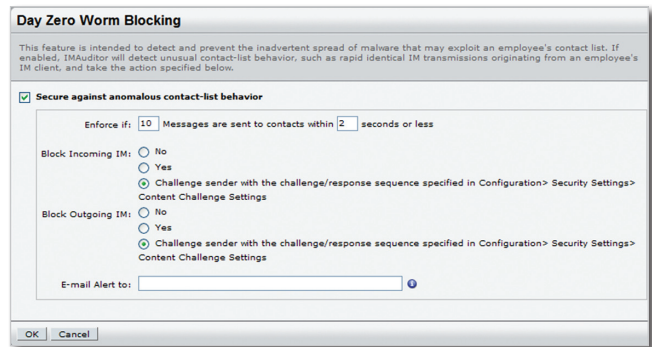 Day Zero Worm Blocking
This feature is intended to detect and prevent the inadvertent spread of malware that may exploit an employee's contact list. If
enabled, IMAuditor will detect unusual contact-list behavior, such as rapid identical IM transmissions originating from an employee's
IM client, and take the action specified below.
Secure against anomalous contact-list behavior
Enforce if: 10 Messages are sent to contacts within 2 seconds or less
Block Incoming IM: No
Yes
Challenge sender with the challenge/response sequence specified in Configuration> Security Settings>
Content Challenge Settings
Block Outgoing IM: No
Yes
Challenge sender with the challenge/response sequence specified in Configuration> Security Settings>
Content Challenge Settings
E-mail Alert to:
OK Cancel